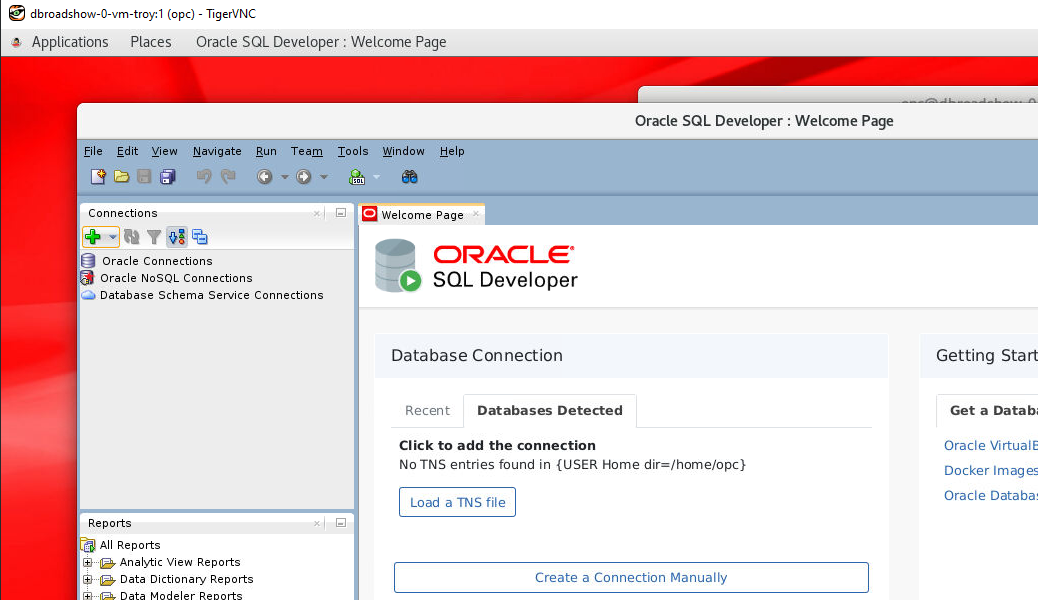 dbroadshow-0-vm-troy:1 (opc) - TigerVNC
Applications Places Oracle SQL Developer : Welcome Page
Oracle SQL Developer : Welcome Page
File Edit View Navigate Run Team Tools Window Help
SQL
Connections
Welcome Page
Oracle Connections
Oracle NoSQL Connections
Database Schema Service Connections
ORACLE
SQL Developer
Database Connection
Recent Databases Detected
Click to add the connection
No TNS entries found in {USER Home dir=/home/opc}
Load a TNS file
Create a Connection Manually
Getting Start
Get a Databa
Oracle VirtualB
Docker Images
Oracle Databas
Reports
All Reports
Analytic View Reports
Data Dictionary Reports
Data Modeler Reports